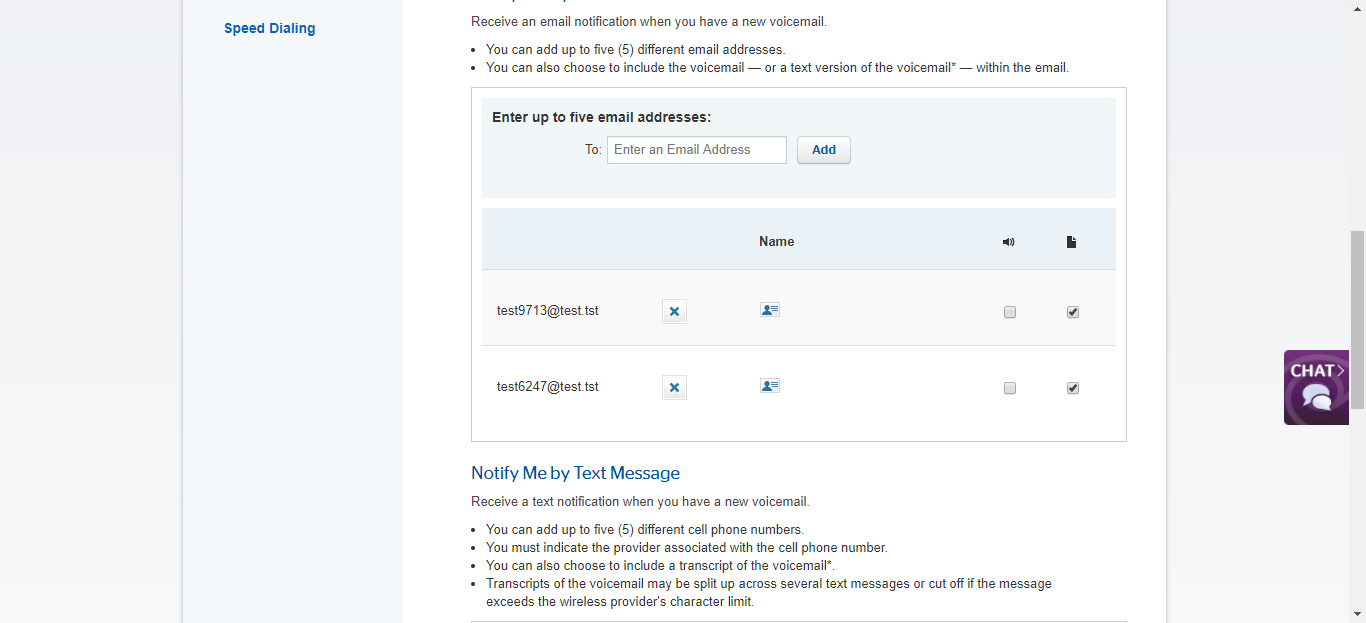 Speed Dialing
Receive an email notification when you have a new voicemail.
• You can add up to five (5) different email addresses.
• You can also choose to include the voicemail — or a text version of the voicemail* — within the email.
Enter up to five email addresses:
To: Enter an Email Address Add
Name
test9713@test.tst
test6247@test.tst
CHAT>
Notify Me by Text Message
Receive a text notification when you have a new voicemail.
• You can add up to five (5) different cell phone numbers.
• You must indicate the provider associated with the cell phone number.
• You can also choose to include a transcript of the voicemail*.
• Transcripts of the voicemail may be split up across several text messages or cut off if the message
exceeds the wireless provider's character limit.